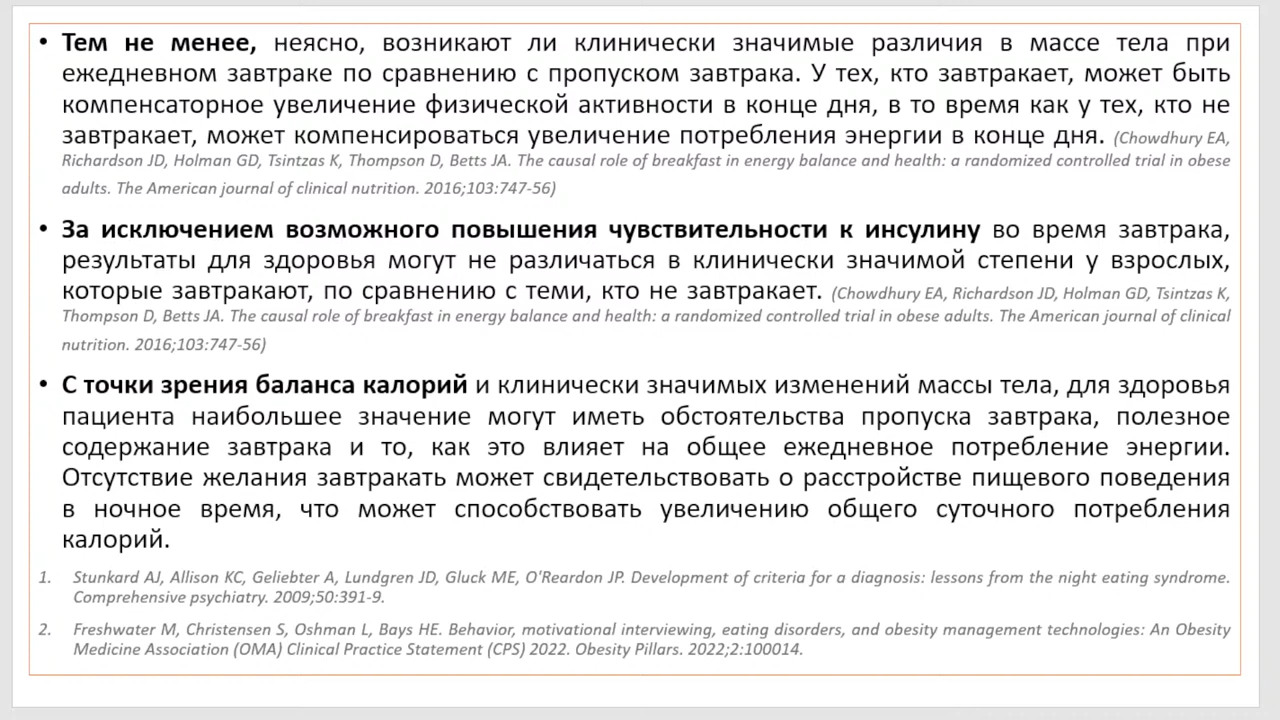 • Тем не менее, неясно, возникают ли клинически значимые различия в массе тела при
ежедневном завтраке по сравнению с пропуском завтрака. У тех, кто завтракает, может быть
компенсаторное увеличение физической активности в конце дня, в то время как у тех, кто не
завтракает, может компенсироваться увеличение потребления энергии в конце дня. (Chowdhury EA,
Richardson JD, Holman GD, Tsintzas K, Thompson D, Betts JA. The causal role of breakfast in energy balance and health: a randomized controlled trial in obese
adults. The American journal of clinical nutrition. 2016;103:747-56)
• За исключением возможного повышения чувствительности к инсулину во время завтрака,
результаты для здоровья могут не различаться в клинически значимой степени у взрослых,
которые завтракают, по сравнению с теми, кто не завтракает. (Chowdhury EA, Richardson JD, Holman GD, Tsintzas K,
Thompson D, Betts JA. The causal role of breakfast in energy balance and health: a randomized controlled trial in obese adults. The American journal of clinical
nutrition. 2016;103:747-56)
• С точки зрения баланса калорий и клинически значимых изменений массы тела, для здоровья
пациента наибольшее значение могут иметь обстоятельства пропуска завтрака, полезное
содержание завтрака и то, как это влияет на общее ежедневное потребление энергии.
Отсутствие желания завтракать может свидетельствовать о расстройстве пищевого поведения
в ночное время, что может способствовать увеличению общего суточного потребления
калорий.
1. Stunkard AJ, Allison KC, Geliebter A, Lundgren JD, Gluck ME, O'Reardon JP. Development of criteria for a diagnosis: lessons from the night eating syndrome.
Comprehensive psychiatry. 2009;50:391-9.
2. Freshwater M, Christensen S, Oshman L, Bays HE. Behavior, motivational interviewing, eating disorders, and obesity management technologies: An Obesity
Medicine Association (OMA) Clinical Practice Statement (CPS) 2022. Obesity Pillars. 2022;2:100014.